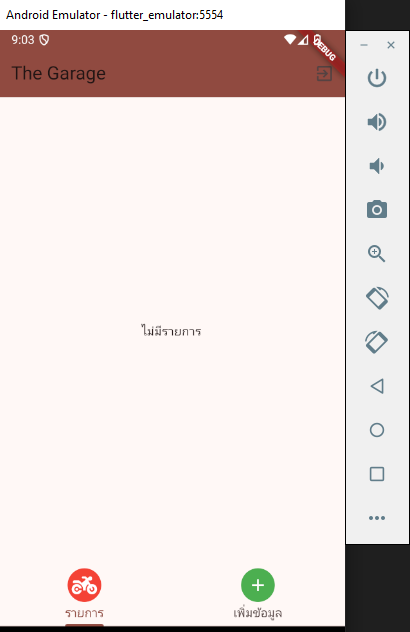 Android Emulator - flutter_emulator:5554
9:03
DEBUG
The Garage
ไม่มีรายการ
รายการ
เพิ่มข้อมูล